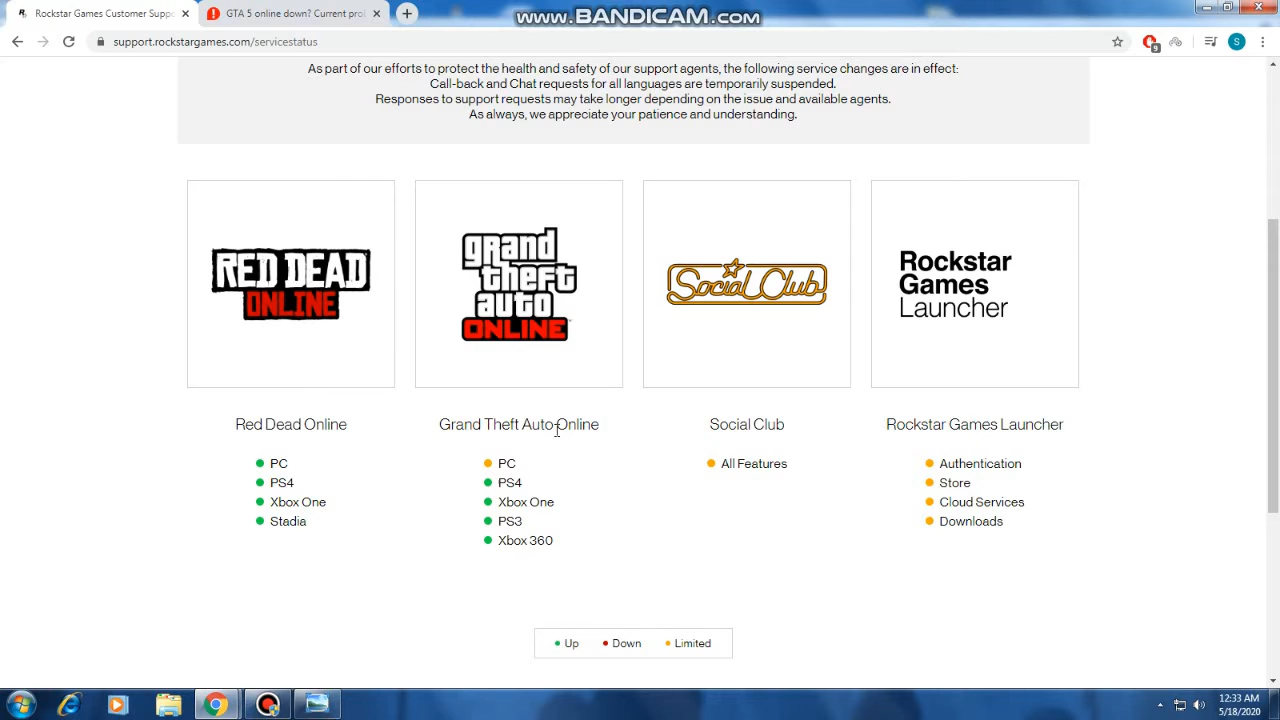 Rockstar Games Customer Suppo
GTA 5 online down? Current pro
www.BANDICAM.com
support.rockstargames.com/servicestatus
9
S
As part of our efforts to protect the health and safety of our support agents, the following service changes are in effect:
Call-back and Chat requests for all languages are temporarily suspended.
Responses to support requests may take longer depending on the issue and available agents.
As always, we appreciate your patience and understanding.
RED DEAD
ONLINE
grand
theft
auto
ONLINE
Social Club
Rockstar
Games
Launcher
Red Dead Online
PC
PS4
Xbox One
Stadia
Grand Theft Auto Online
PC
PS4
Xbox One
PS3
Xbox 360
Social Club
All Features
Rockstar Games Launcher
Authentication
Store
Cloud Services
Downloads
Up Down Limited
12:33 AM
5/18/2020